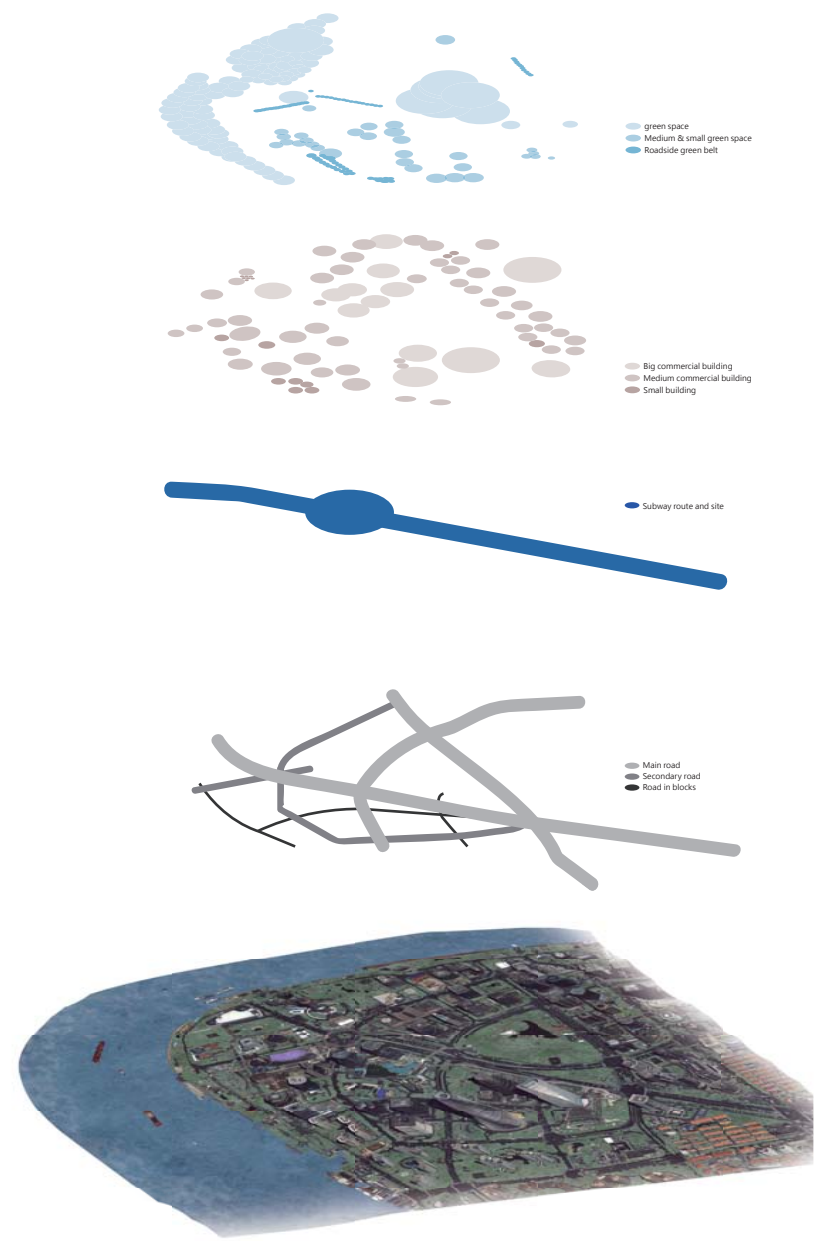 green space
Medium & small green space
Roadside green belt
Big commercial building
Medium commercial building
Small building
Subway route and site
Main road
Secondary road
Road in blocks